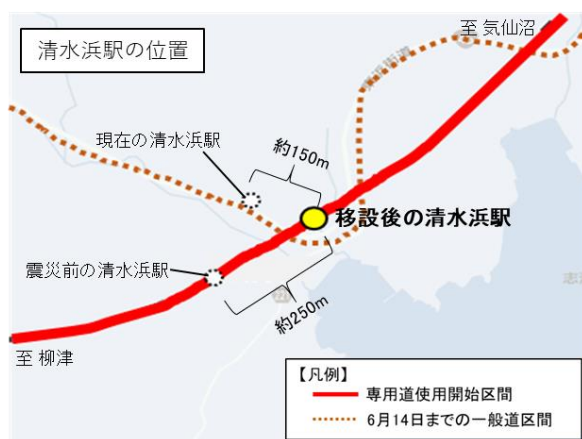 至 気仙沼
清水浜駅の位置
現在の清水浜駅
約150m
移設後の清水浜駅
震災前の清水浜駅
約250m
至 柳津
【凡例】
専用道使用開始区間
6月14日までの一般道区間